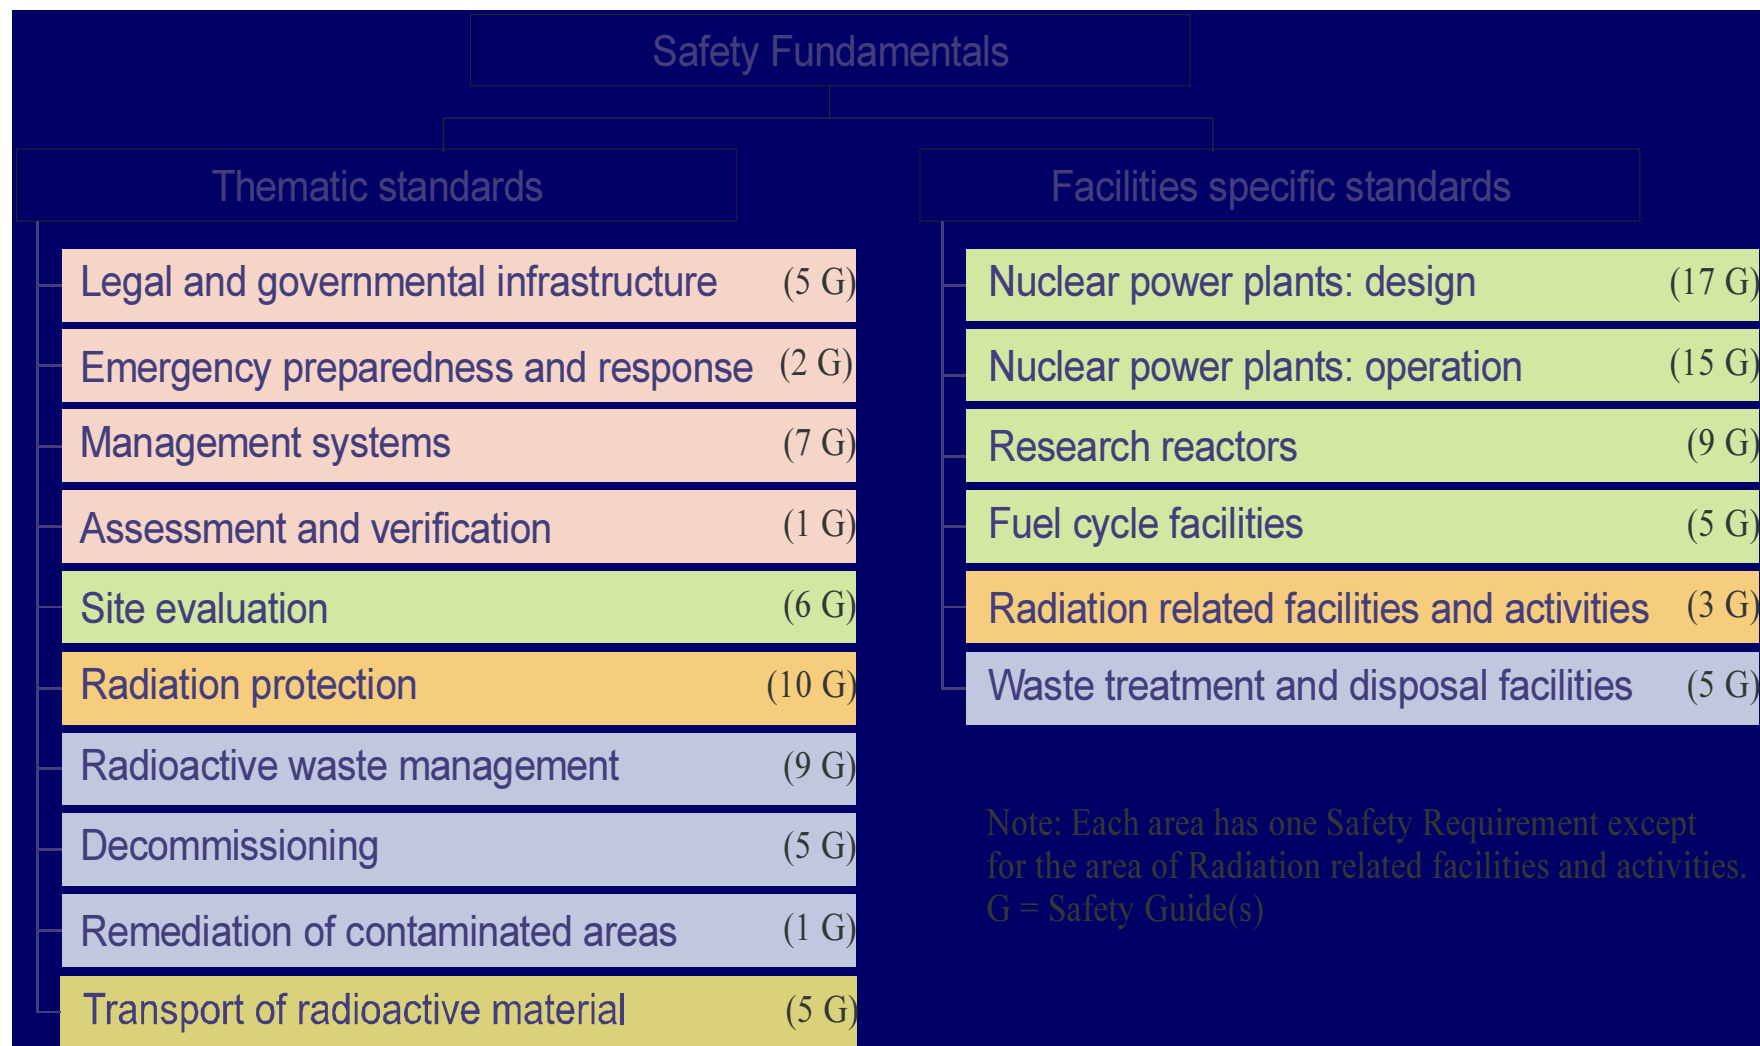 Safety Fundamentals
Thematic standards
Legal and governmental infrastructure (5 G)
Emergency preparedness and response (2 G)
Management systems (7 G)
Assessment and verification (1 G)
Site evaluation (6 G)
Radiation protection (10 G)
Radioactive waste management (9 G)
Decommissioning (5 G)
Remediation of contaminated areas (1 G)
Transport of radioactive material (5 G)
Facilities specific standards
Nuclear power plants: design (17 G)
Nuclear power plants: operation (15 G)
Research reactors (9 G)
Fuel cycle facilities (5 G)
Radiation related facilities and activities (3 G)
Waste treatment and disposal facilities (5 G)
Note: Each area has one Safety Requirement except
for the area of Radiation related facilities and activities.
G = Safety Guide(s)